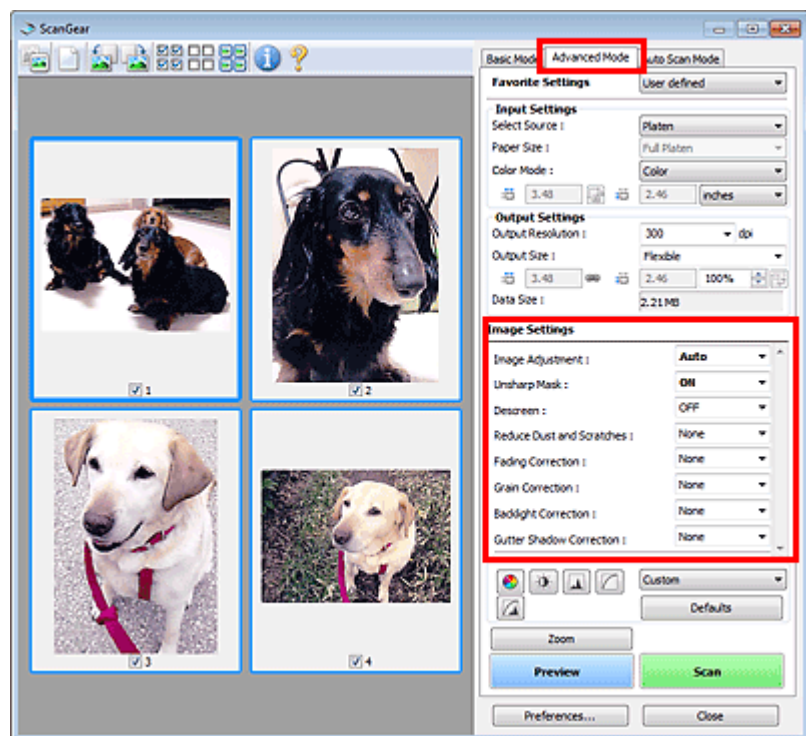 ScanGear
Basic Mode Advanced Mode Auto Scan Mode
Favorite Settings User defined
Input Settings
Select Source : Platen
Paper Size : Full Platen
Color Mode : Color
3.48 2.46 inches
Output Settings
Output Resolution : 300 dpi
Output Size : Flexible
3.48 2.46 100%
Data Size : 2.21 MB
Image Settings
Image Adjustment : Auto
Unsharp Mask : ON
Descreen : OFF
Reduce Dust and Scratches : None
Fading Correction : None
Grain Correction : None
Backlight Correction : None
Gutter Shadow Correction : None
Custom
Defaults
Zoom
Preview Scan
Preferences... Close
1 2
3 4